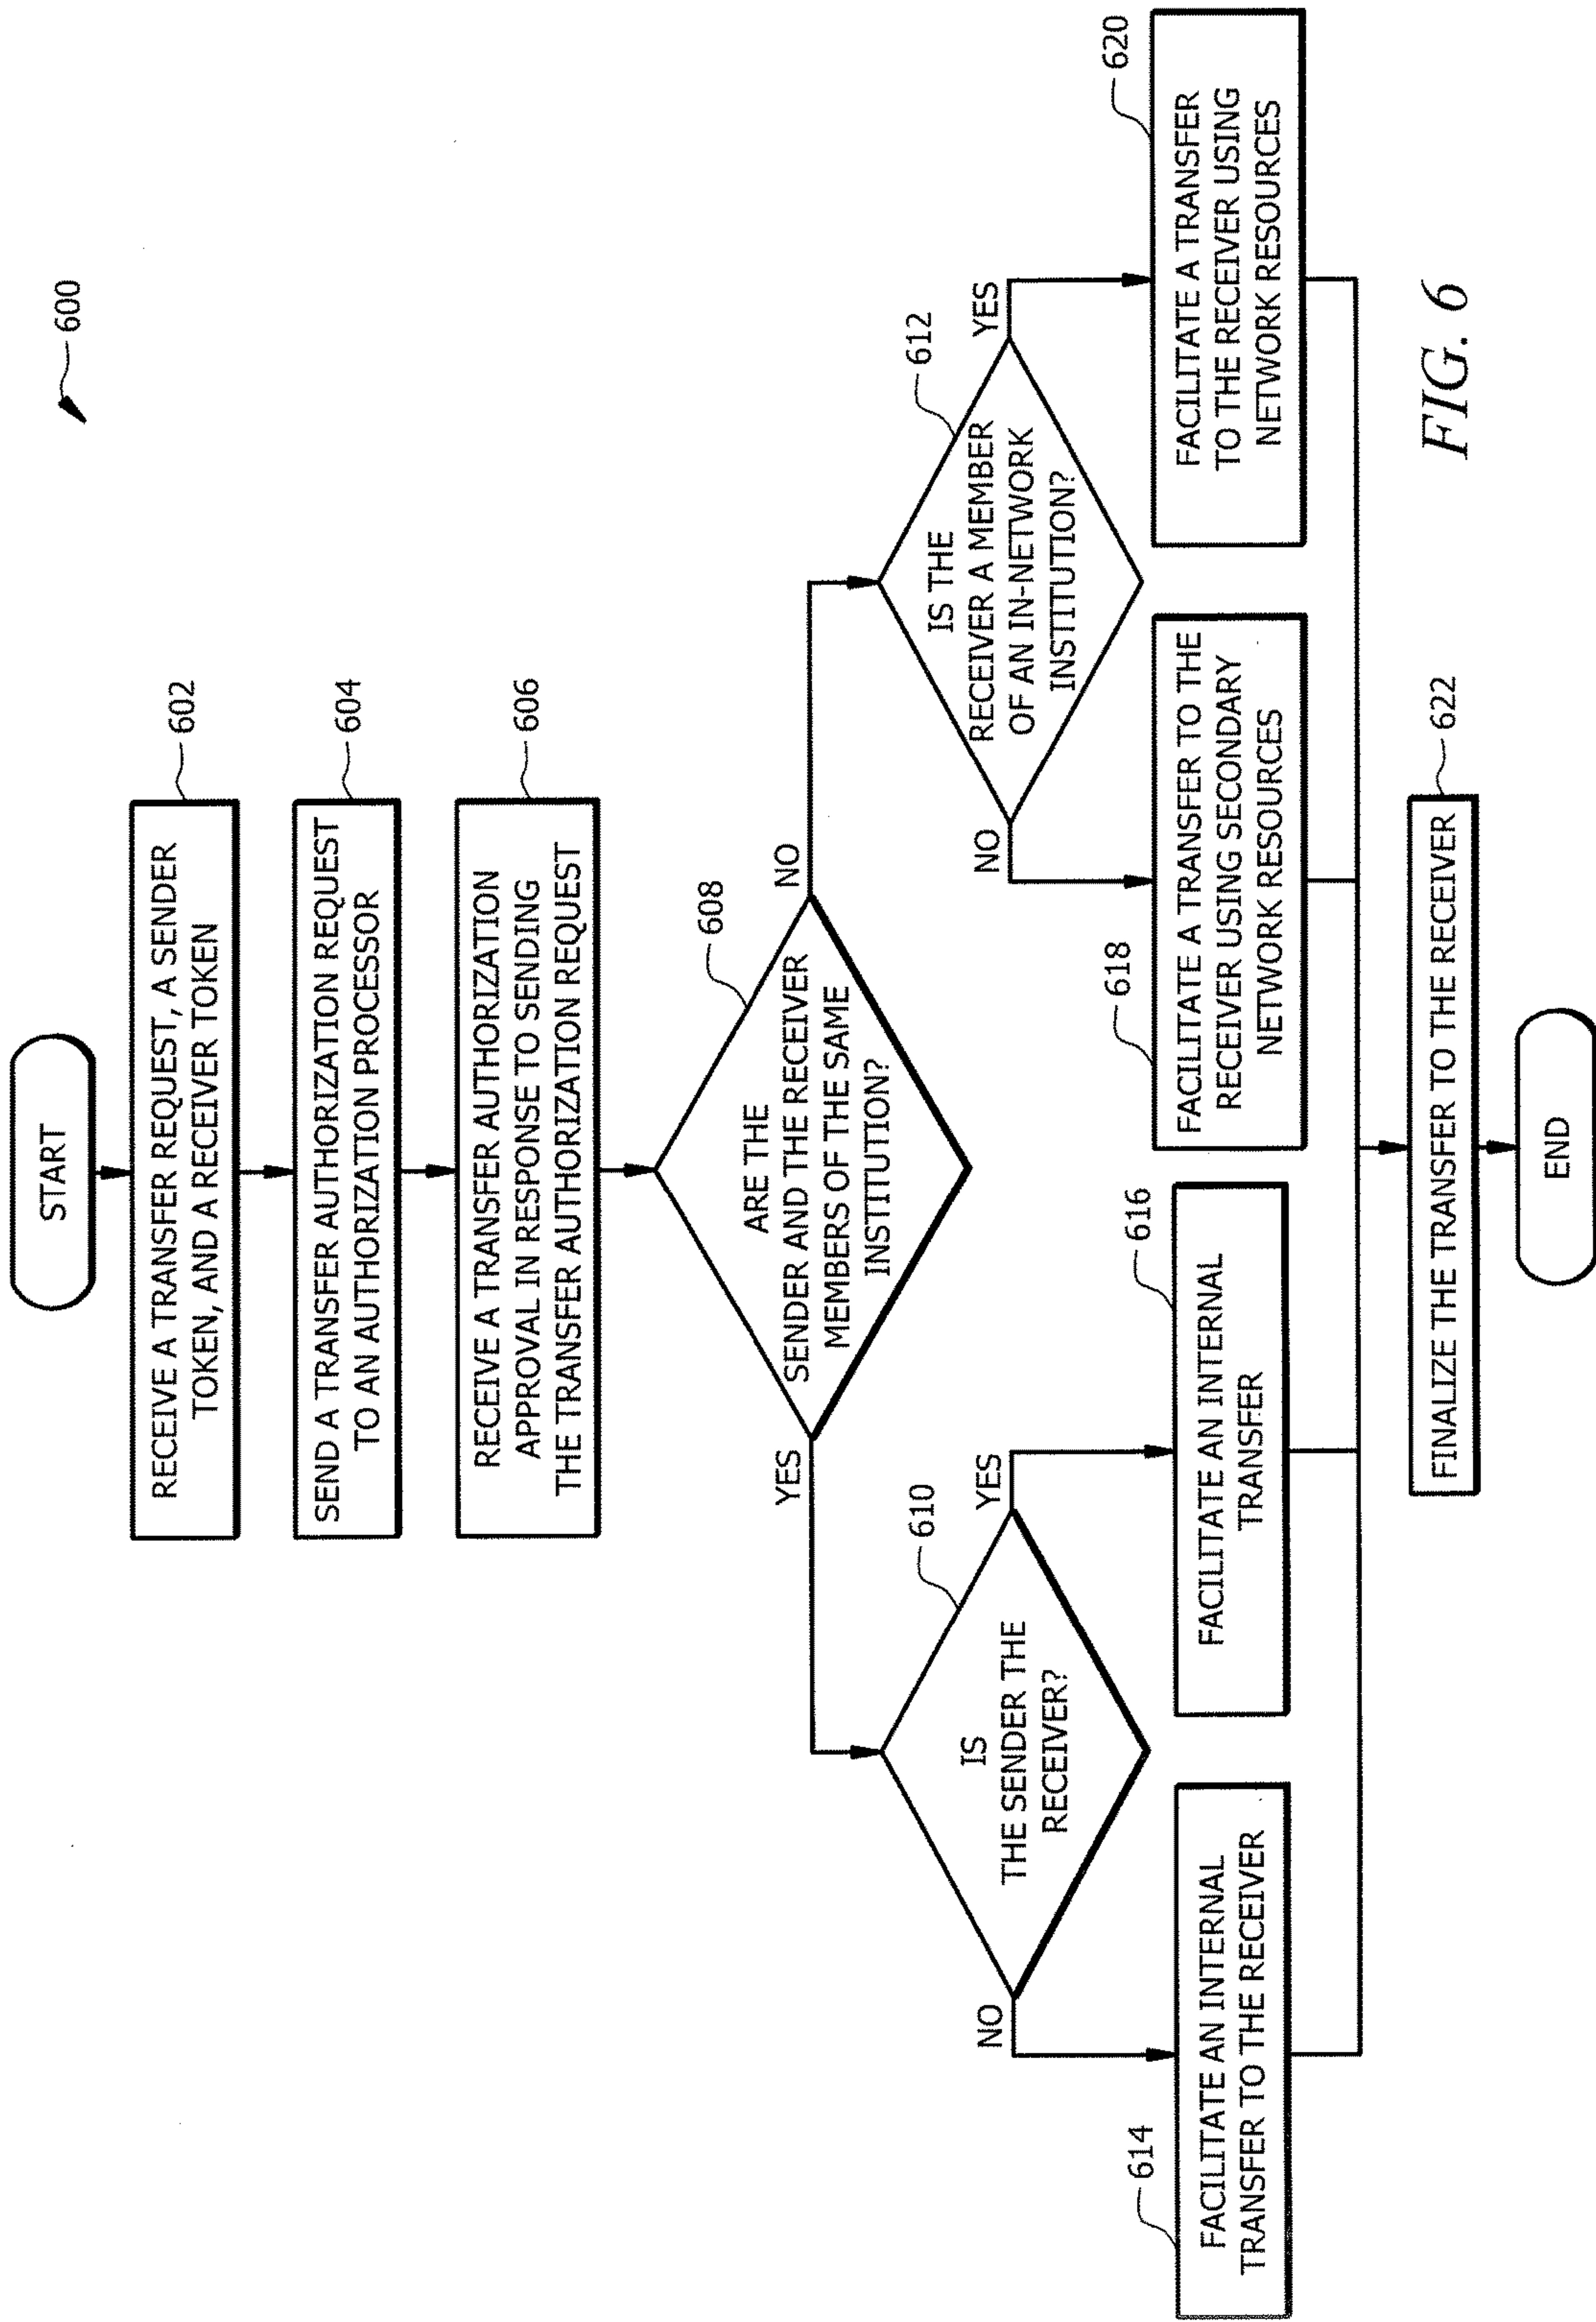 600
START
602
RECEIVE A TRANSFER REQUEST, A SENDER
TOKEN, AND A RECEIVER TOKEN
604
SEND A TRANSFER AUTHORIZATION REQUEST
TO AN AUTHORIZATION PROCESSOR
606
RECEIVE A TRANSFER AUTHORIZATION
APPROVAL IN RESPONSE TO SENDING
THE TRANSFER AUTHORIZATION REQUEST
608
ARE THE
SENDER AND THE RECEIVER
MEMBERS OF THE SAME
INSTITUTION?
YES
NO
610
IS
THE SENDER THE
RECEIVER?
NO
YES
612
IS THE
RECEIVER A MEMBER
OF AN IN-NETWORK
INSTITUTION?
NO
YES
614
FACILITATE AN INTERNAL
TRANSFER TO THE RECEIVER
616
FACILITATE AN INTERNAL
TRANSFER
618
FACILITATE A TRANSFER TO THE
RECEIVER USING SECONDARY
NETWORK RESOURCES
620
FACILITATE A TRANSFER
TO THE RECEIVER USING
NETWORK RESOURCES
622
FINALIZE THE TRANSFER TO THE RECEIVER
END
FIG. 6